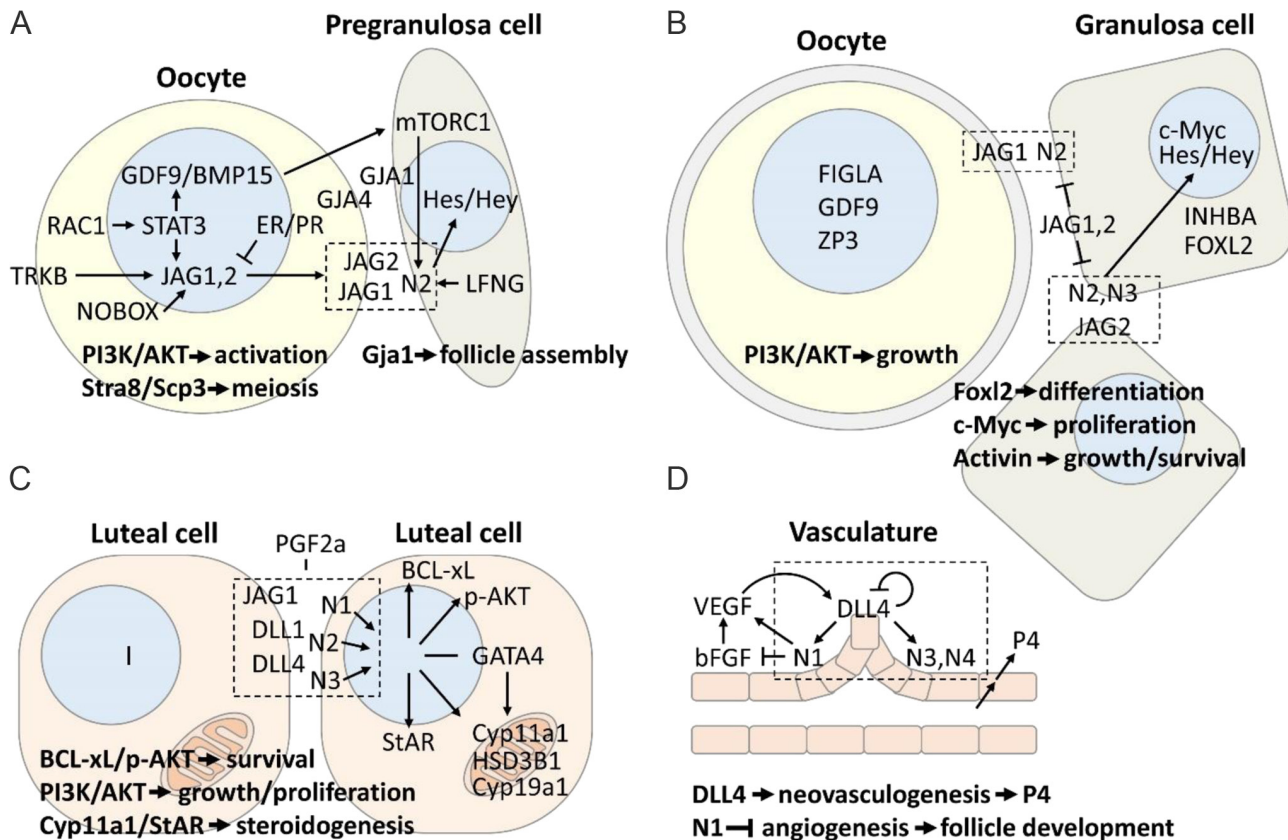 A
Pregranulosa cell
Oocyte
mTORC1
GDF9/BMP15
GJA1
GJA4
Hes/Hey
RAC1
STAT3
ER/PR
TRKB
JAG1,2
JAG2
JAG1
N2
LFNG
NOBOX
PI3K/AKT→activation
Stra8/Scp3→meiosis
Gja1→follicle assembly
B
Granulosa cell
Oocyte
c-Myc
Hes/Hey
JAG1 N2
FIGLA
GDF9
ZP3
JAG1,2
INHBA
FOXL2
N2,N3
JAG2
PI3K/AKT→growth
Foxl2→differentiation
c-Myc→proliferation
Activin→growth/survival
C
Luteal cell
Luteal cell
PGF2a
BCL-xL
p-AKT
JAG1
N1
DLL1
N2
DLL4
N3
I
GATA4
StAR
Cyp11a1
HSD3B1
Cyp19a1
BCL-xL/p-AKT→survival
PI3K/AKT→growth/proliferation
Cyp11a1/StAR→steroidogenesis
D
Vasculature
VEGF
DLL4
P4
bFGF
N1
N3,N4
DLL4→neovasculogenesis→P4
N1⊣angiogenesis→follicle development